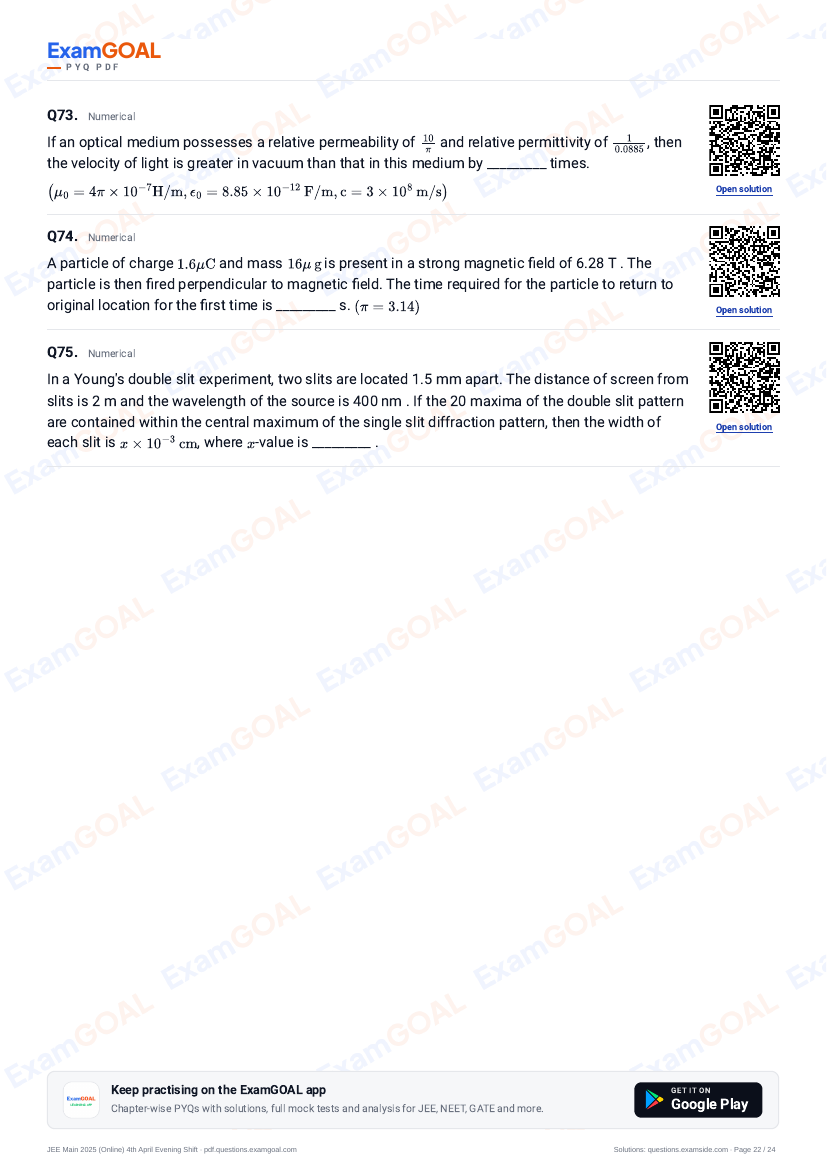 ExamGOAL
PYQ PDF
Q73. Numerical
If an optical medium possesses a relative permeability of 10/π and relative permittivity of 1/0.0885, then
the velocity of light is greater in vacuum than that in this medium by _________ times.
(μ₀ = 4π × 10⁻⁷H/m, ϵ₀ = 8.85 × 10⁻¹² F/m, c = 3 × 10⁸ m/s)
Open solution
Q74. Numerical
A particle of charge 1.6μC and mass 16μ g is present in a strong magnetic field of 6.28 T . The
particle is then fired perpendicular to magnetic field. The time required for the particle to return to
original location for the first time is _________ s. (π = 3.14)
Open solution
Q75. Numerical
In a Young's double slit experiment, two slits are located 1.5 mm apart. The distance of screen from
slits is 2 m and the wavelength of the source is 400 nm . If the 20 maxima of the double slit pattern
are contained within the central maximum of the single slit diffraction pattern, then the width of
each slit is x × 10⁻³ cm, where x-value is _________ .
Open solution
Keep practising on the ExamGOAL app
Chapter-wise PYQs with solutions, full mock tests and analysis for JEE, NEET, GATE and more.
GET IT ON
Google Play
JEE Main 2025 (Online) 4th April Evening Shift · pdf.questions.examgoal.com
Solutions: questions.examside.com · Page 22 / 24